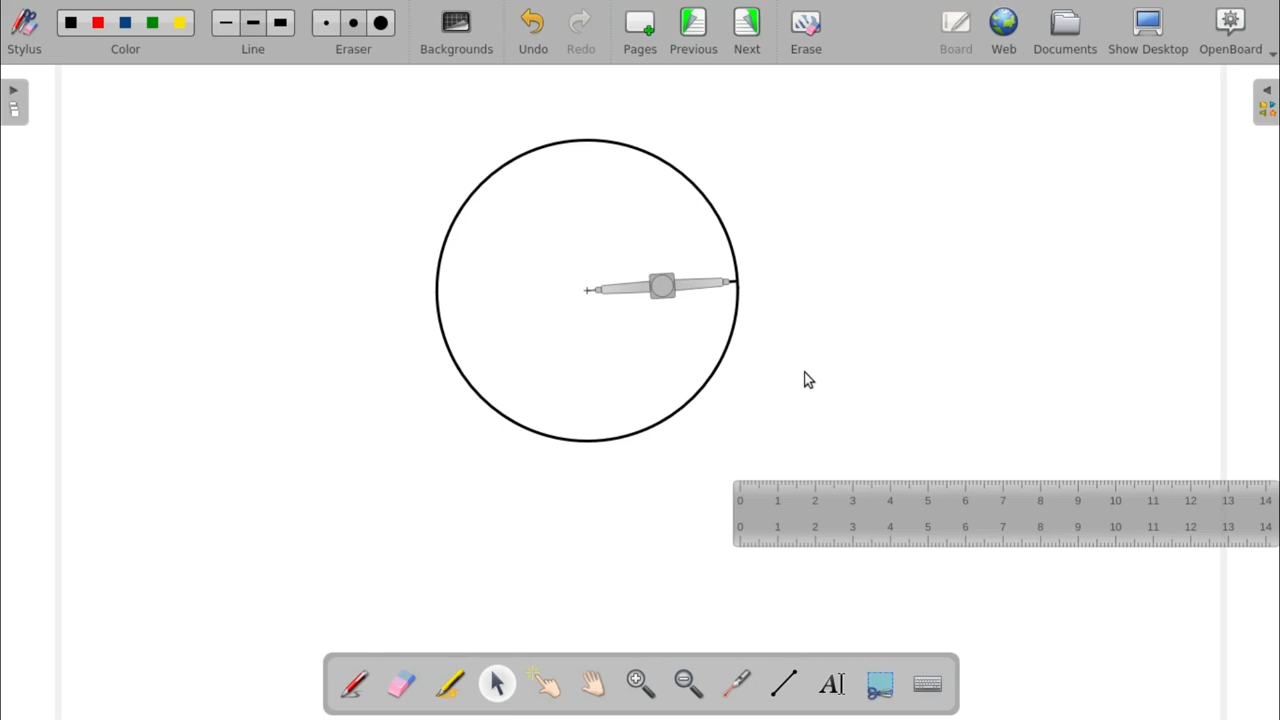 Stylus Color Line Eraser Backgrounds Undo Redo Pages Previous Next Erase Board Web Documents Show Desktop OpenBoard
0 1 2 3 4 5 6 7 8 9 10 11 12 13 14
0 1 2 3 4 5 6 7 8 9 10 11 12 13 14
AI